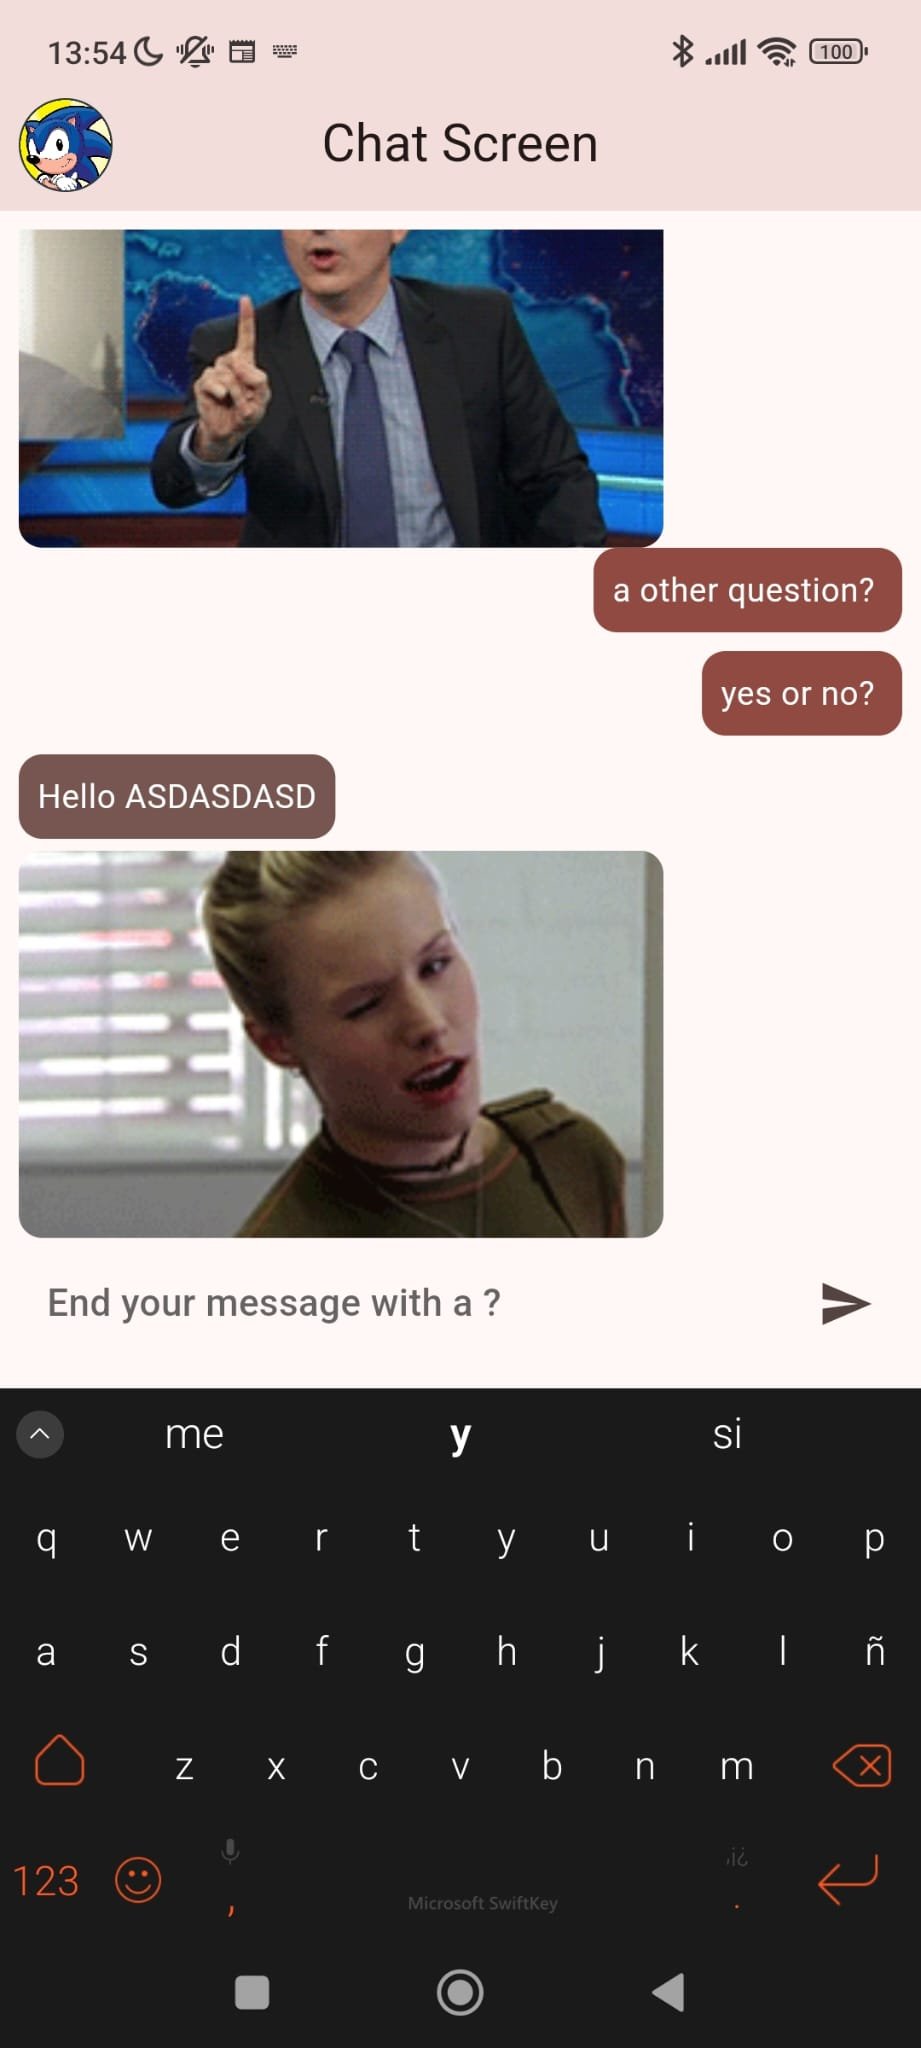 13:54
100
Chat Screen
a other question?
yes or no?
Hello ASDASDASD
End your message with a ?
me y si
q w e r t y u i o p
a s d f g h j k l ñ
z x c v b n m
123 , Microsoft SwiftKey .